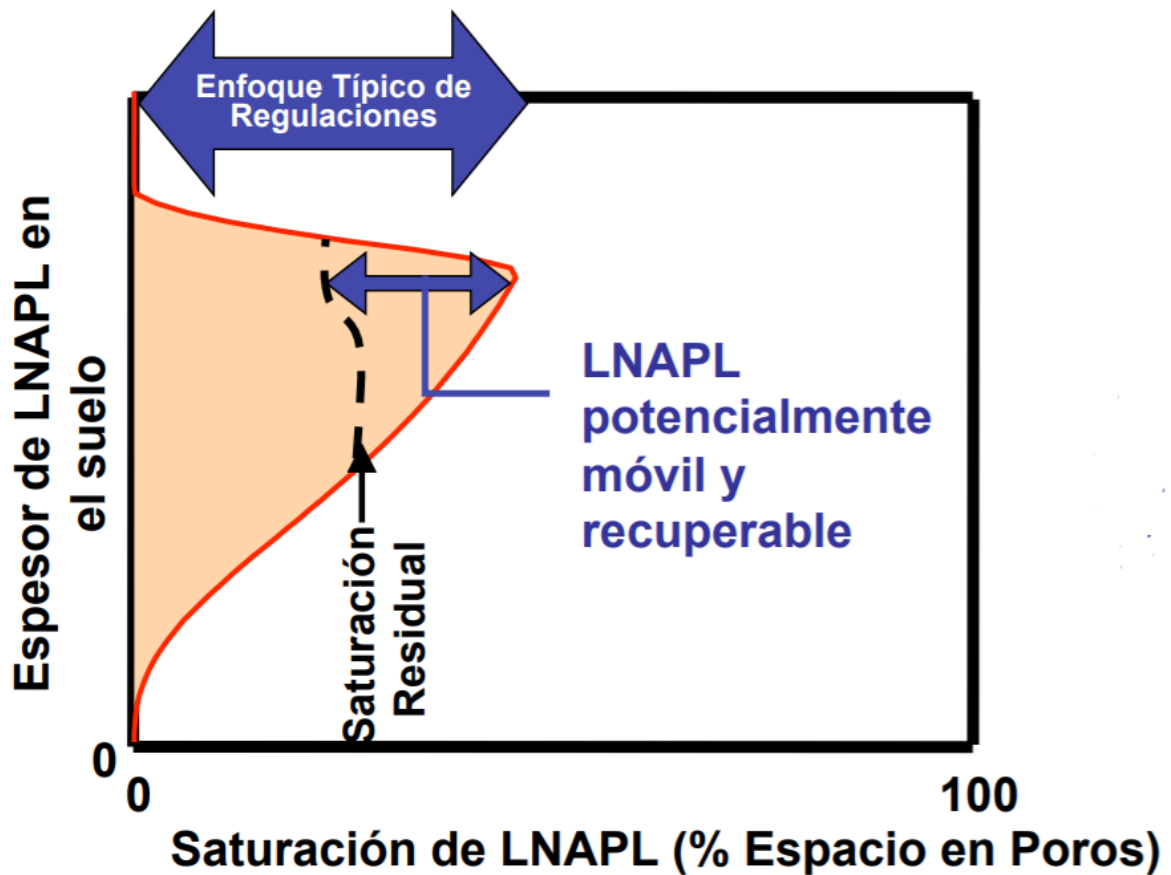 Enfoque Típico de
Regulaciones
Espesor de LNAPL en
el suelo
LNAPL
potencialmente
móvil y
recuperable
Saturación
Residual
0
0
100
Saturación de LNAPL (% Espacio en Poros)